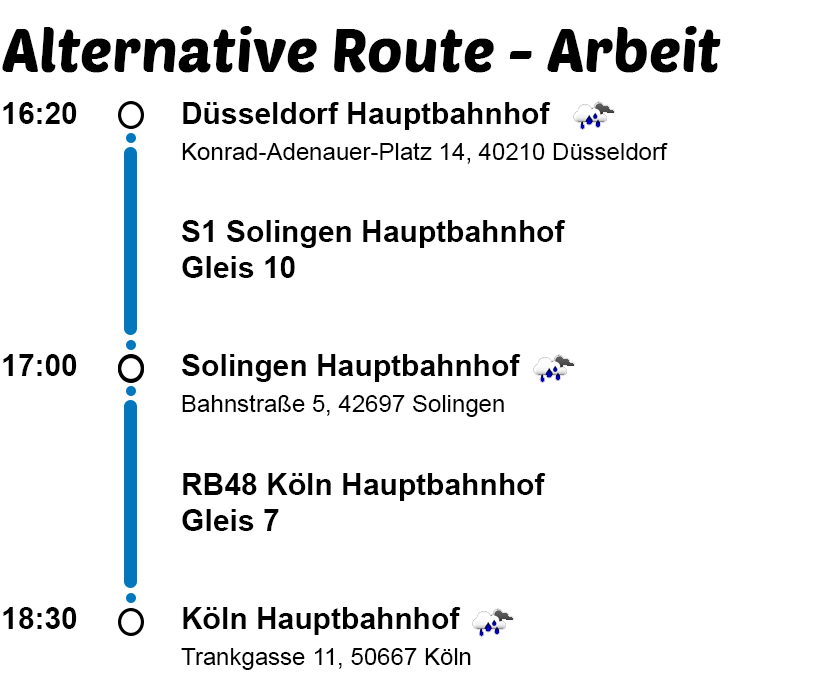 Alternative Route - Arbeit
16:20 Düsseldorf Hauptbahnhof
Konrad-Adenauer-Platz 14, 40210 Düsseldorf
S1 Solingen Hauptbahnhof
Gleis 10
17:00 Solingen Hauptbahnhof
Bahnstraße 5, 42697 Solingen
RB48 Köln Hauptbahnhof
Gleis 7
18:30 Köln Hauptbahnhof
Trankgasse 11, 50667 Köln